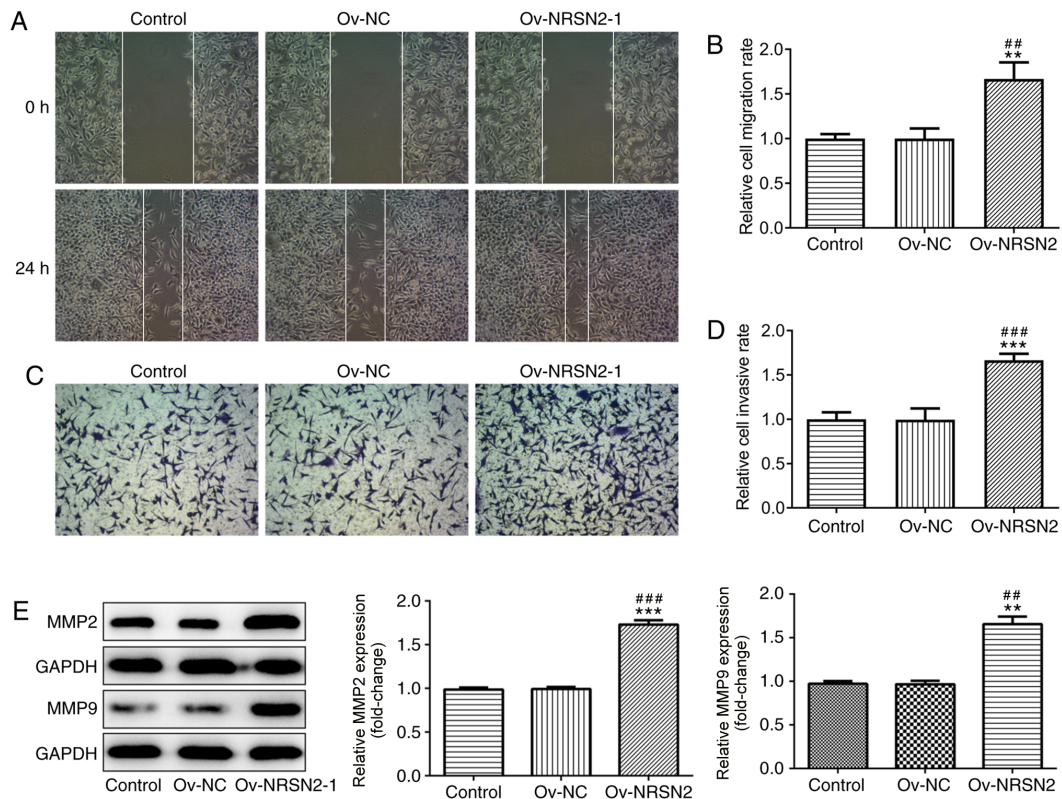 A
Control
Ov-NC
Ov-NRSN2-1
0 h
24 h
B
Relative cell migration rate
2.0
1.5
1.0
0.5
0.0
##
**
Control
Ov-NC
Ov-NRSN2
C
Control
Ov-NC
Ov-NRSN2-1
D
Relative cell invasive rate
2.0
1.5
1.0
0.5
0.0
###
***
Control
Ov-NC
Ov-NRSN2
E
MMP2
GAPDH
MMP9
GAPDH
Control
Ov-NC
Ov-NRSN2-1
Relative MMP2 expression
(fold-change)
2.0
1.5
1.0
0.5
0.0
###
***
Control
Ov-NC
Ov-NRSN2
Relative MMP9 expression
(fold-change)
2.0
1.5
1.0
0.5
0.0
##
**
Control
Ov-NC
Ov-NRSN2